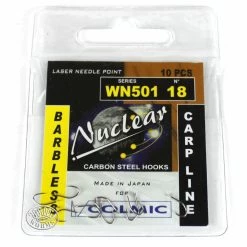 LASER NEEDLE POINT
10 PCS
SERIES
N°
WN501 18
BARBLESS
Nuclear
CARP LINE
CARBON STEEL HOOKS
MADE IN JAPAN
FOR
COLMIC